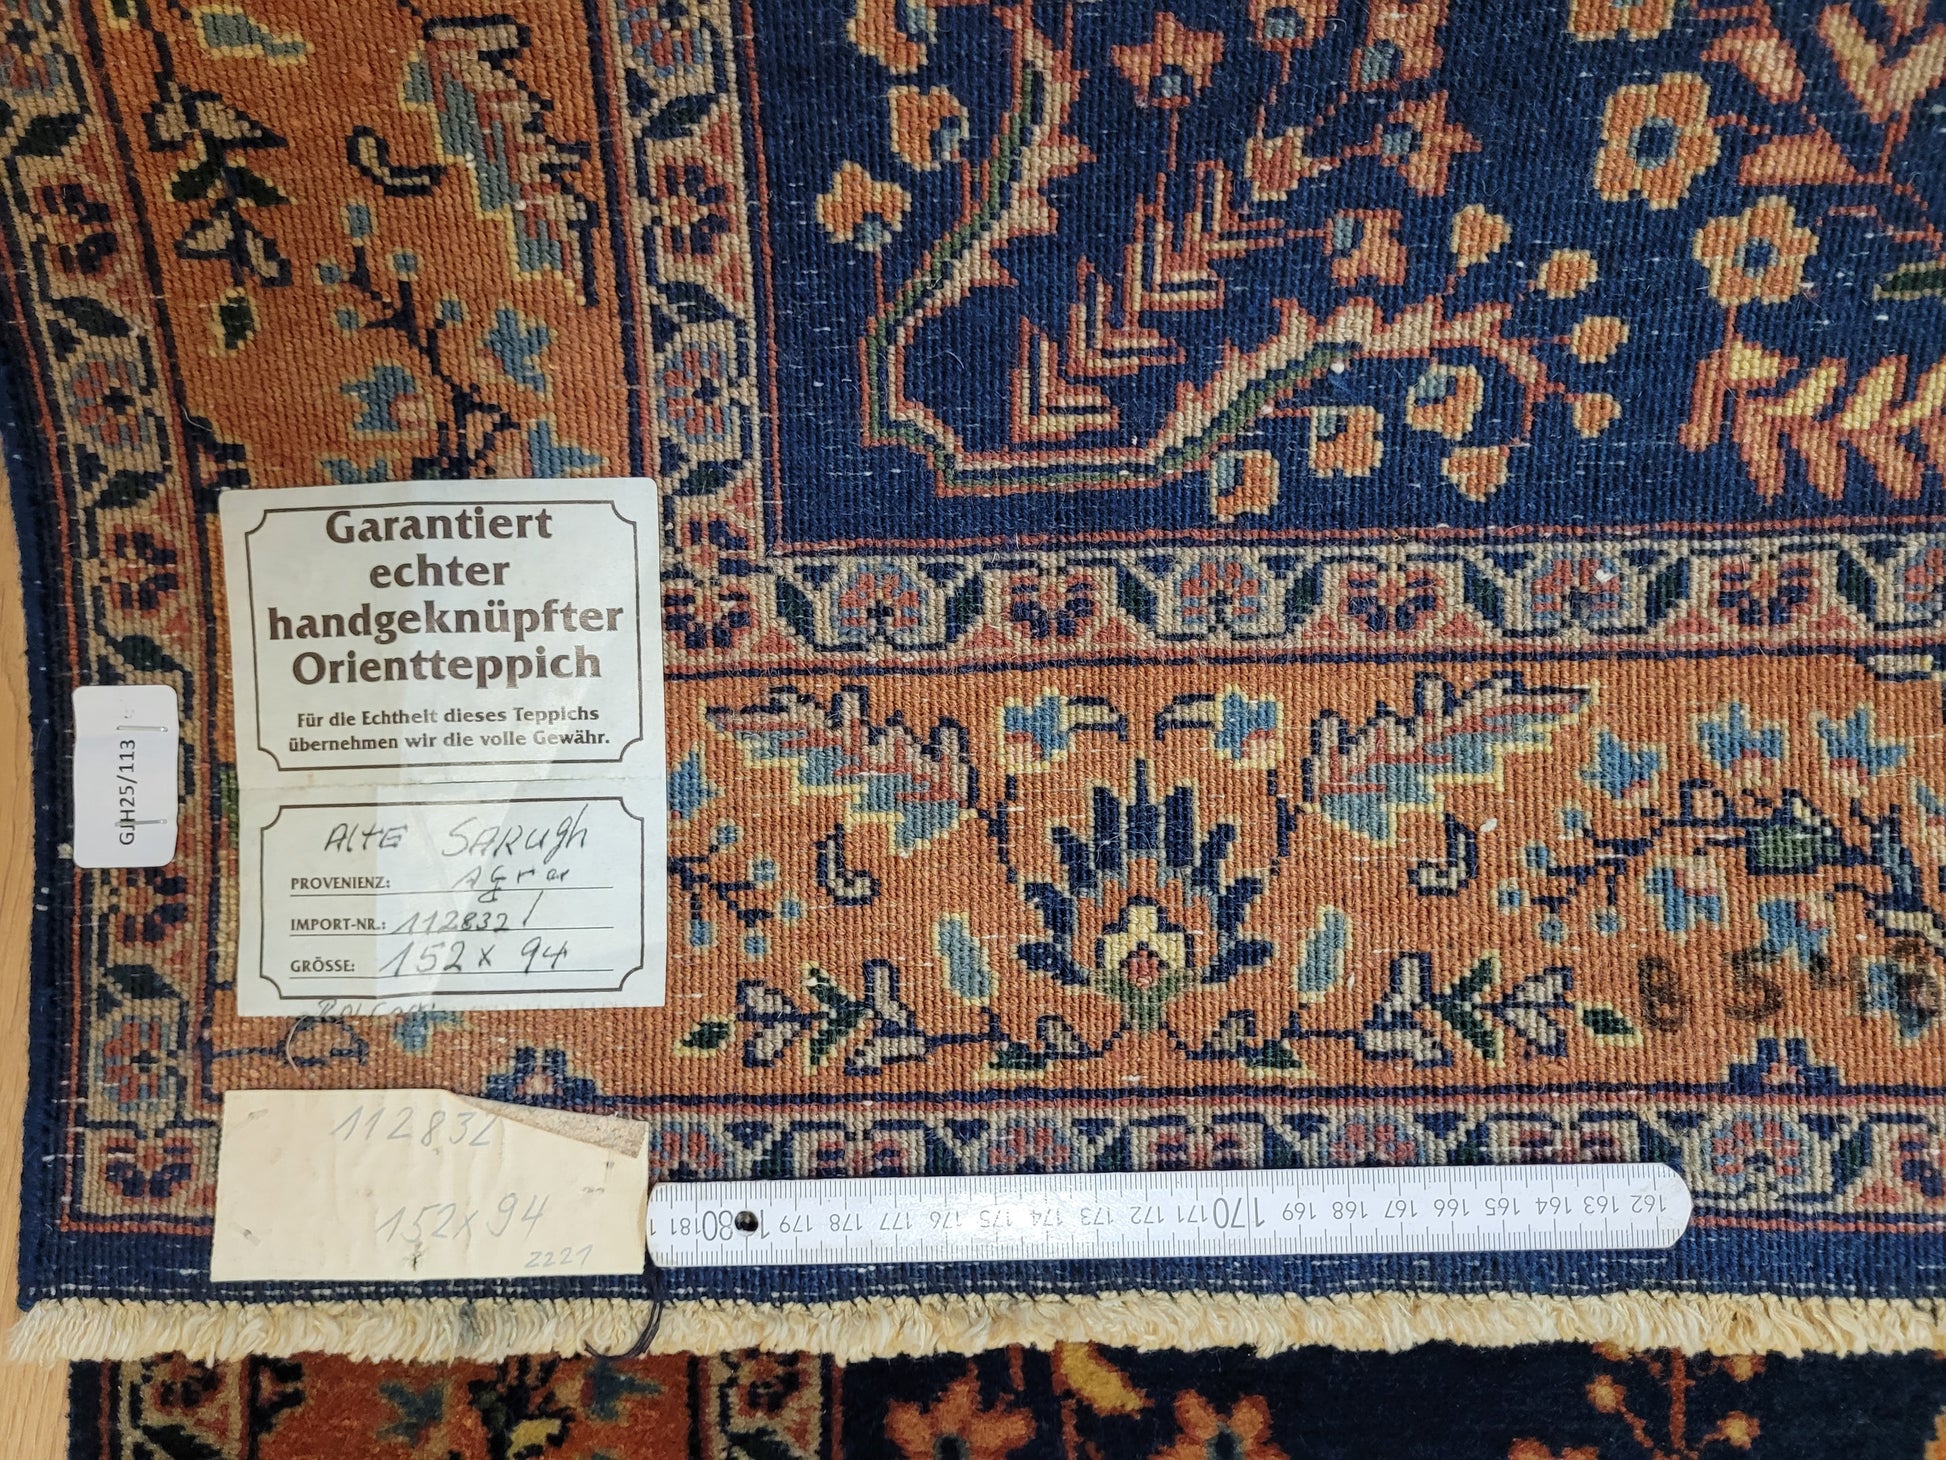 Garantiert
echter
handgeknüpfter
Orientteppich
Für die Echtheit dieses Teppichs
übernehmen wir die volle Gewähr.
Alte Sarugh
PROVENIENZ: Agra
IMPORT-NR.: 112832 /
GRÖSSE: 152 x 94
GJH25/113
112832
152 x 94
2221
181 180 179 178 177 176 175 174 173 172 171 170 169 168 167 166 165 164 163 162